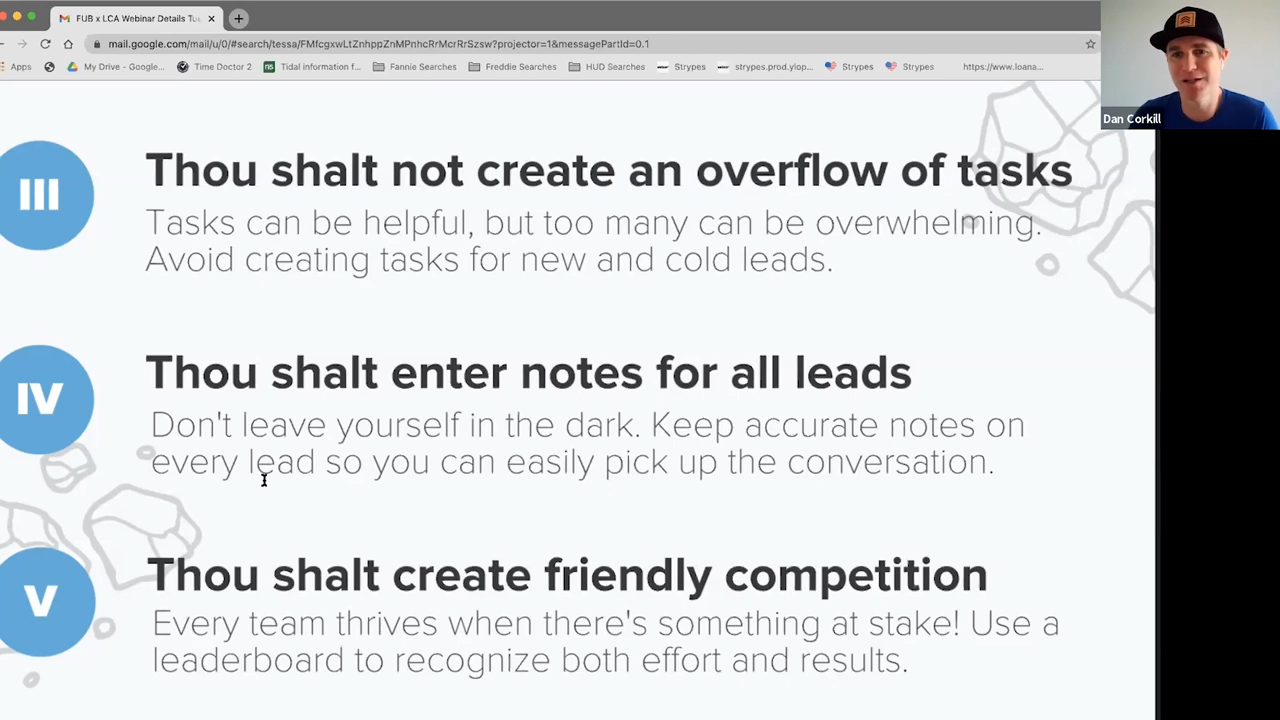 FUB x LCA Webinar Details Tu
mail.google.com/mail/u/0/#search/tessa/FMfcgxwLtZnhppZnMPnhcRrMcrRrSzsw?projector=1&messagePartId=0.1
Apps My Drive - Google... Time Doctor 2 Tidal information f... Fannie Searches Freddie Searches HUD Searches Strypes strypes.prod.ylop... Strypes Strypes https://www.loana...
Dan Corkill
III
Thou shalt not create an overflow of tasks
Tasks can be helpful, but too many can be overwhelming.
Avoid creating tasks for new and cold leads.
IV
Thou shalt enter notes for all leads
Don't leave yourself in the dark. Keep accurate notes on
every lead so you can easily pick up the conversation.
V
Thou shalt create friendly competition
Every team thrives when there's something at stake! Use a
leaderboard to recognize both effort and results.